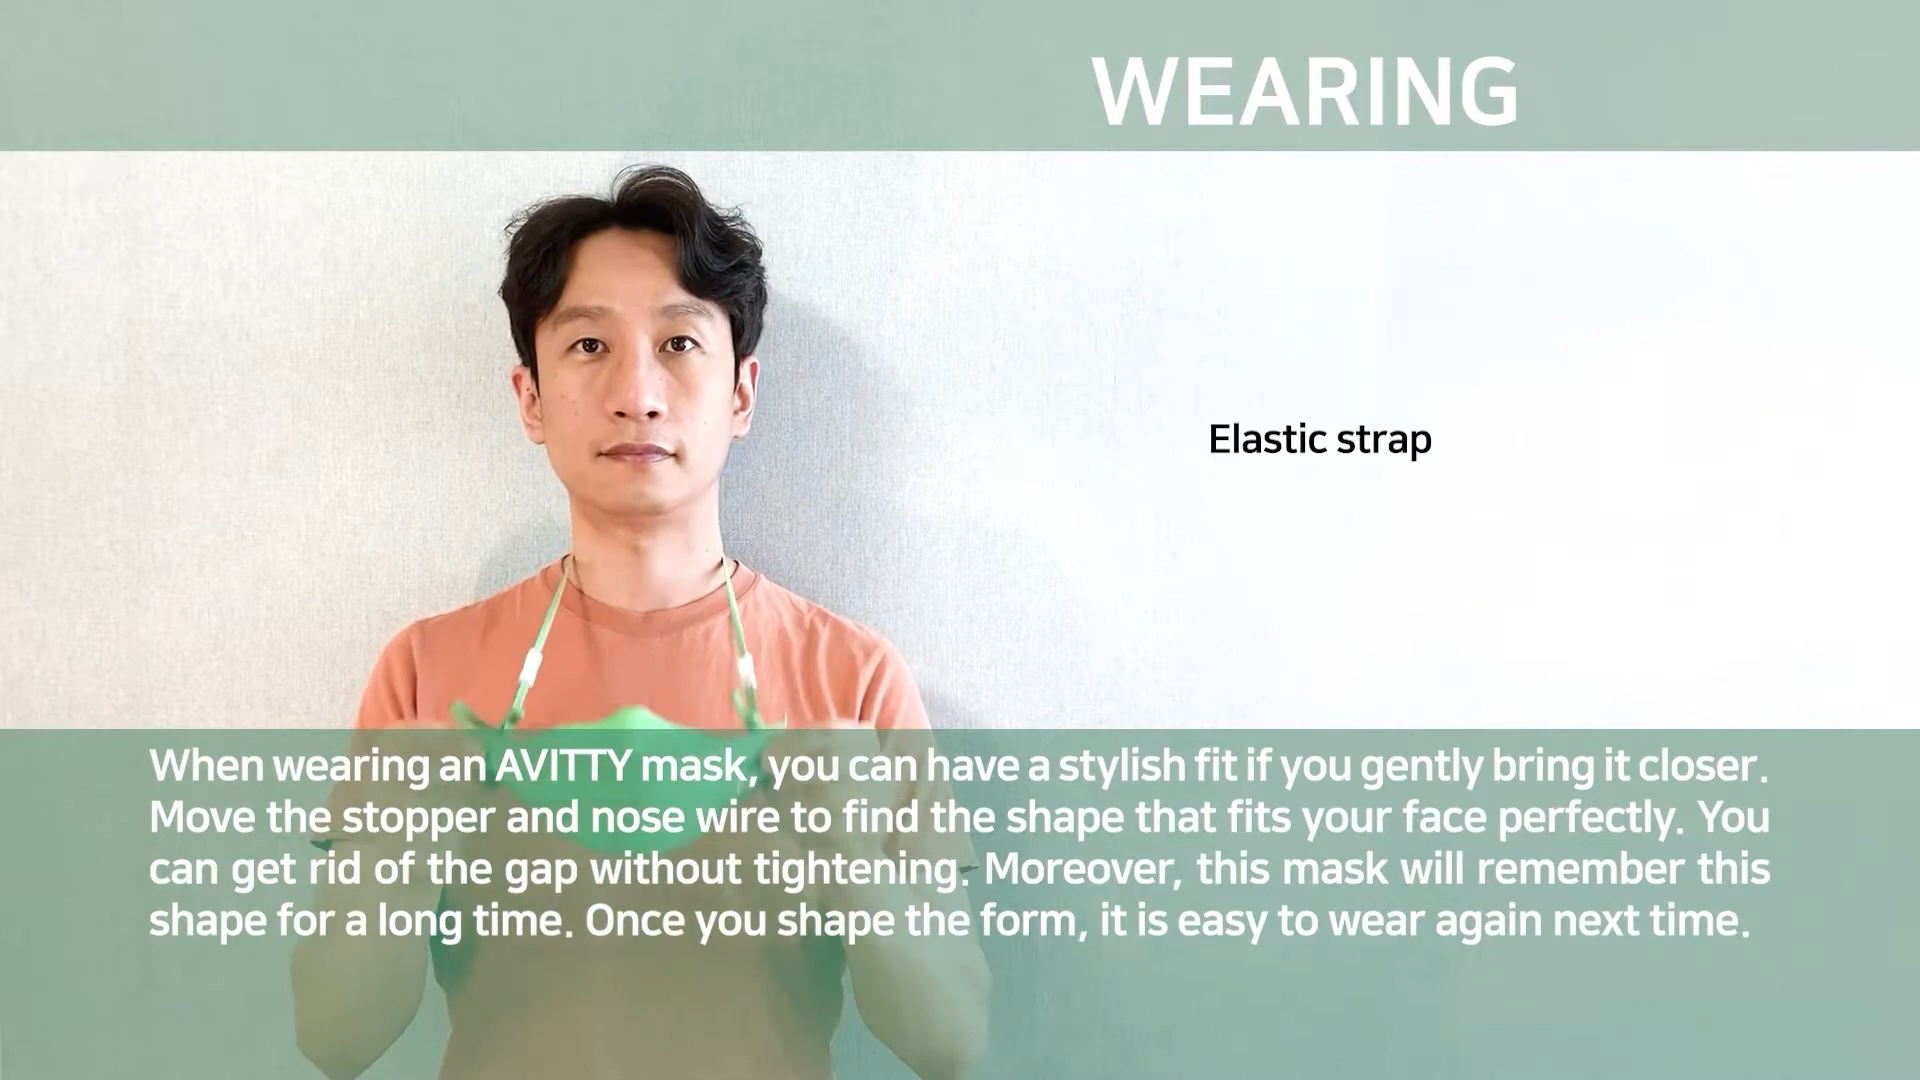 WEARING
Elastic strap
When wearing an AVITTY mask, you can have a stylish fit if you gently bring it closer.
Move the stopper and nose wire to find the shape that fits your face perfectly. You
can get rid of the gap without tightening. Moreover, this mask will remember this
shape for a long time. Once you shape the form, it is easy to wear again next time.